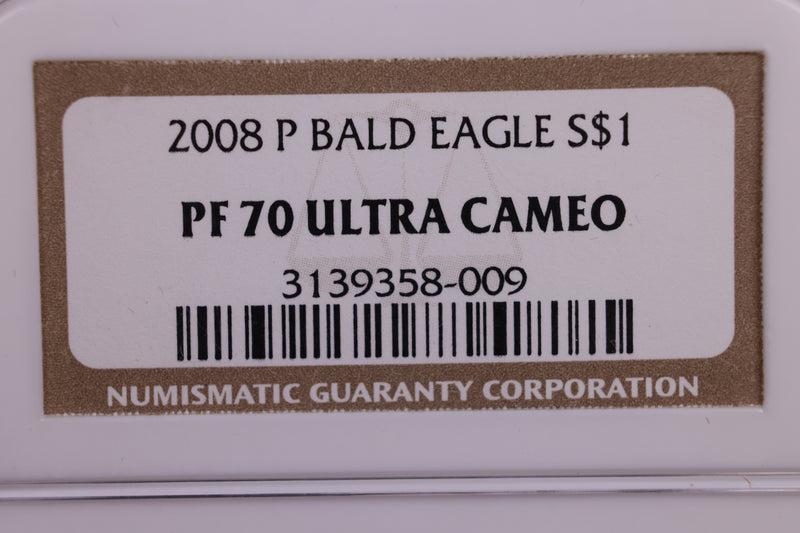 2008 P BALD EAGLE S$1
PF 70 ULTRA CAMEO
3139358-009
NUMISMATIC GUARANTY CORPORATION